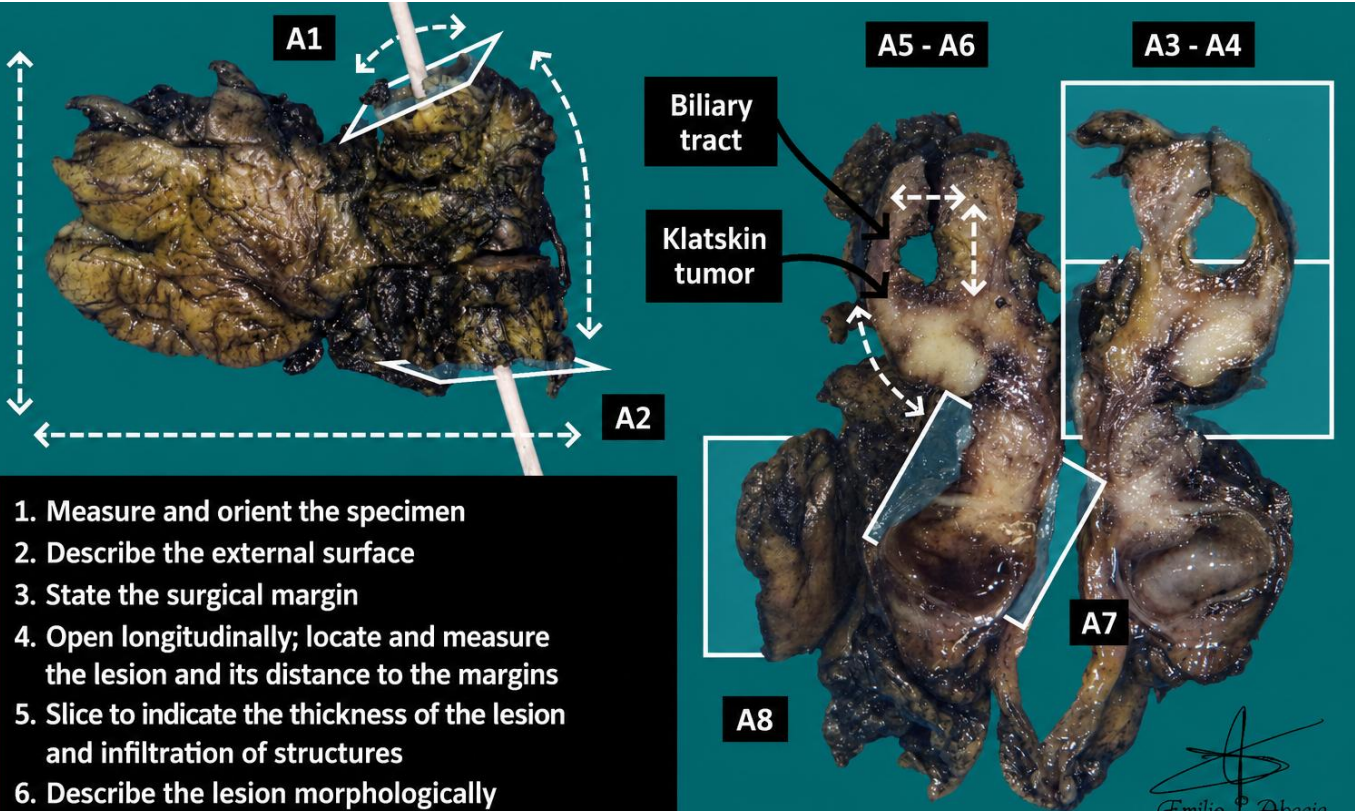 A1
A5 - A6
A3 - A4
Biliary
tract
Klatskin
tumor
A2
1. Measure and orient the specimen
2. Describe the external surface
3. State the surgical margin
4. Open longitudinally; locate and measure
the lesion and its distance to the margins
5. Slice to indicate the thickness of the lesion
and infiltration of structures
6. Describe the lesion morphologically
A7
A8
Emilio